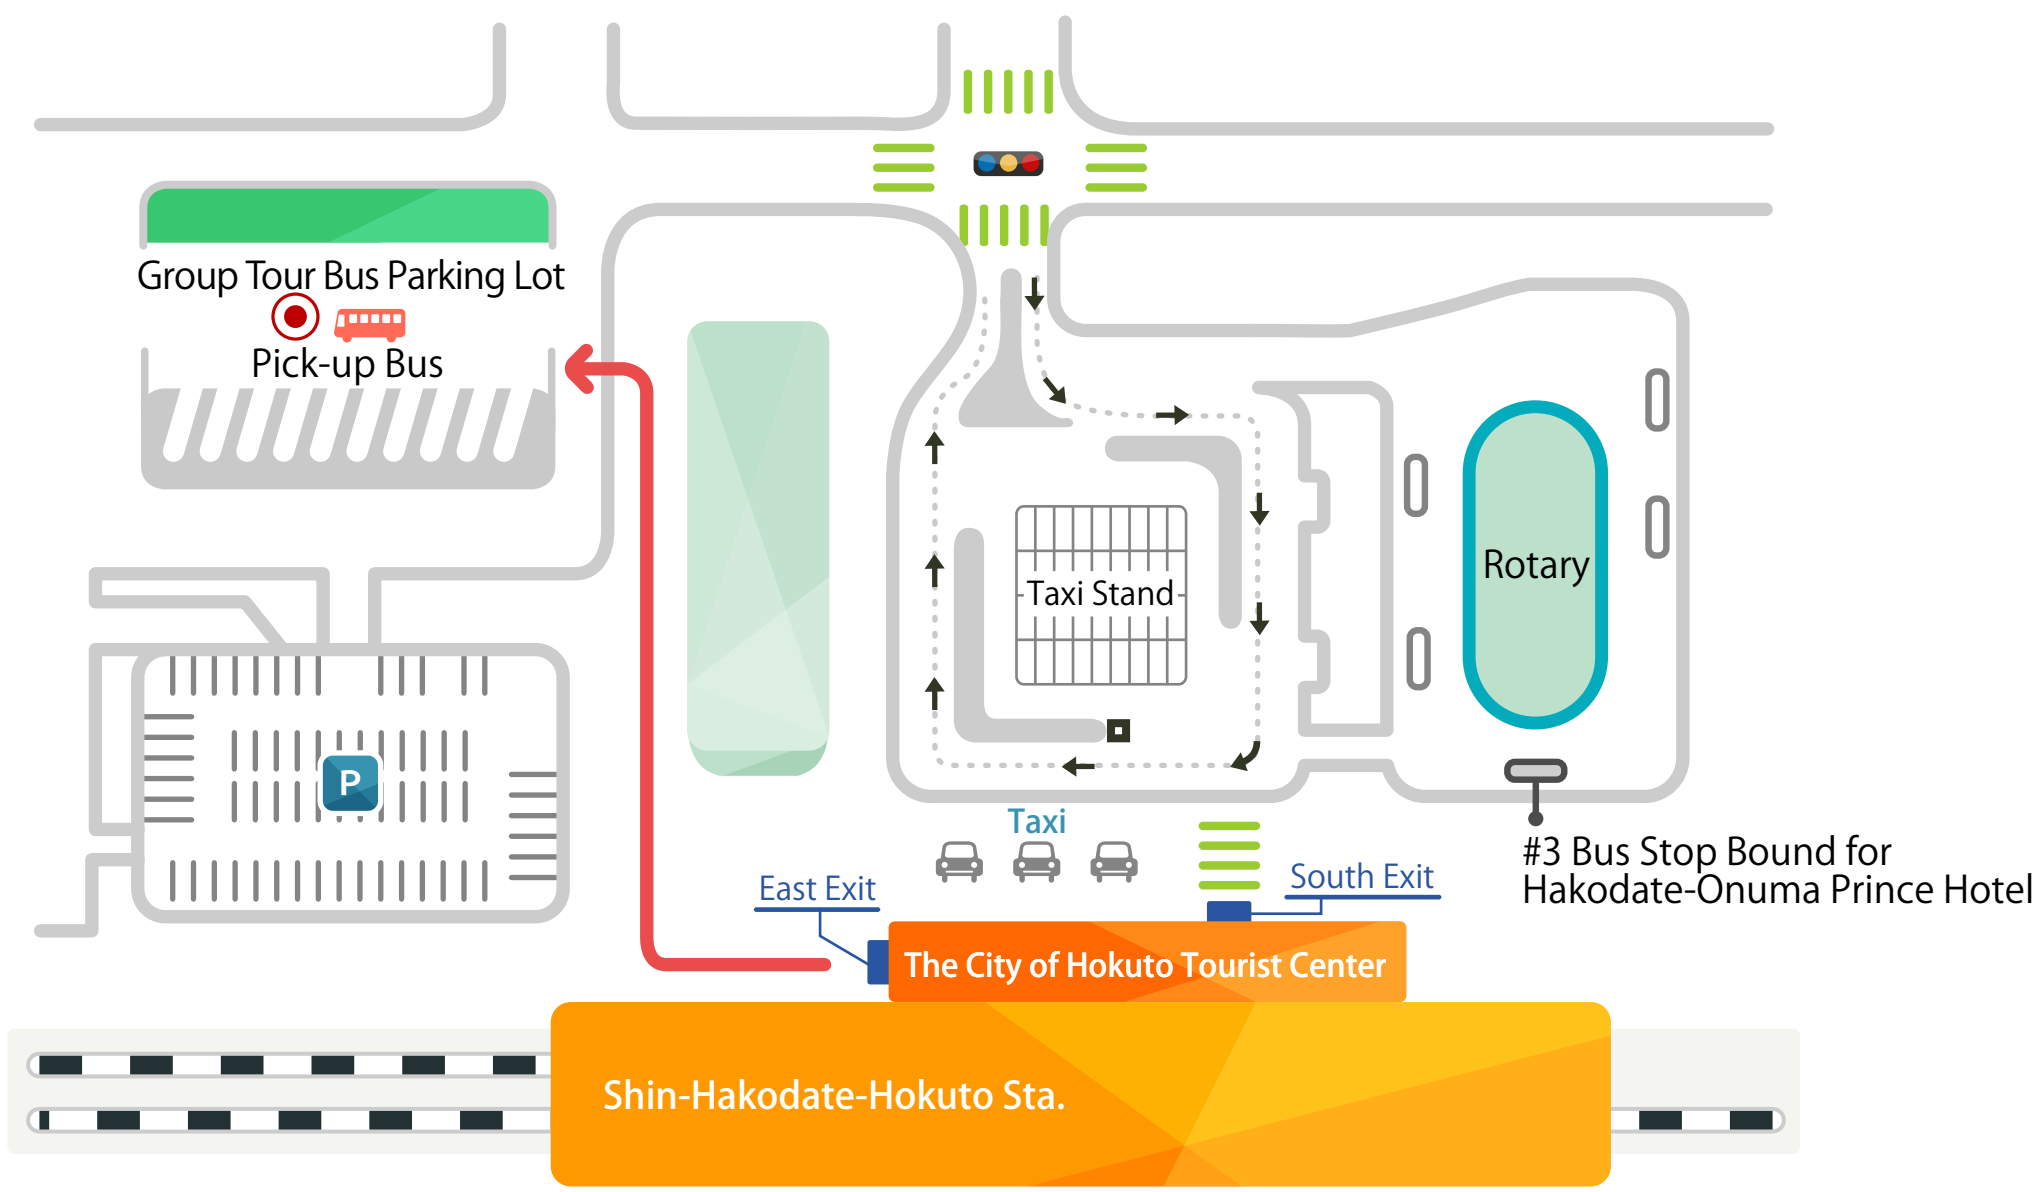 Group Tour Bus Parking Lot
Pick-up Bus
Rotary
Taxi Stand
P
Taxi
#3 Bus Stop Bound for
Hakodate-Onuma Prince Hotel
East Exit
South Exit
The City of Hokuto Tourist Center
Shin-Hakodate-Hokuto Sta.